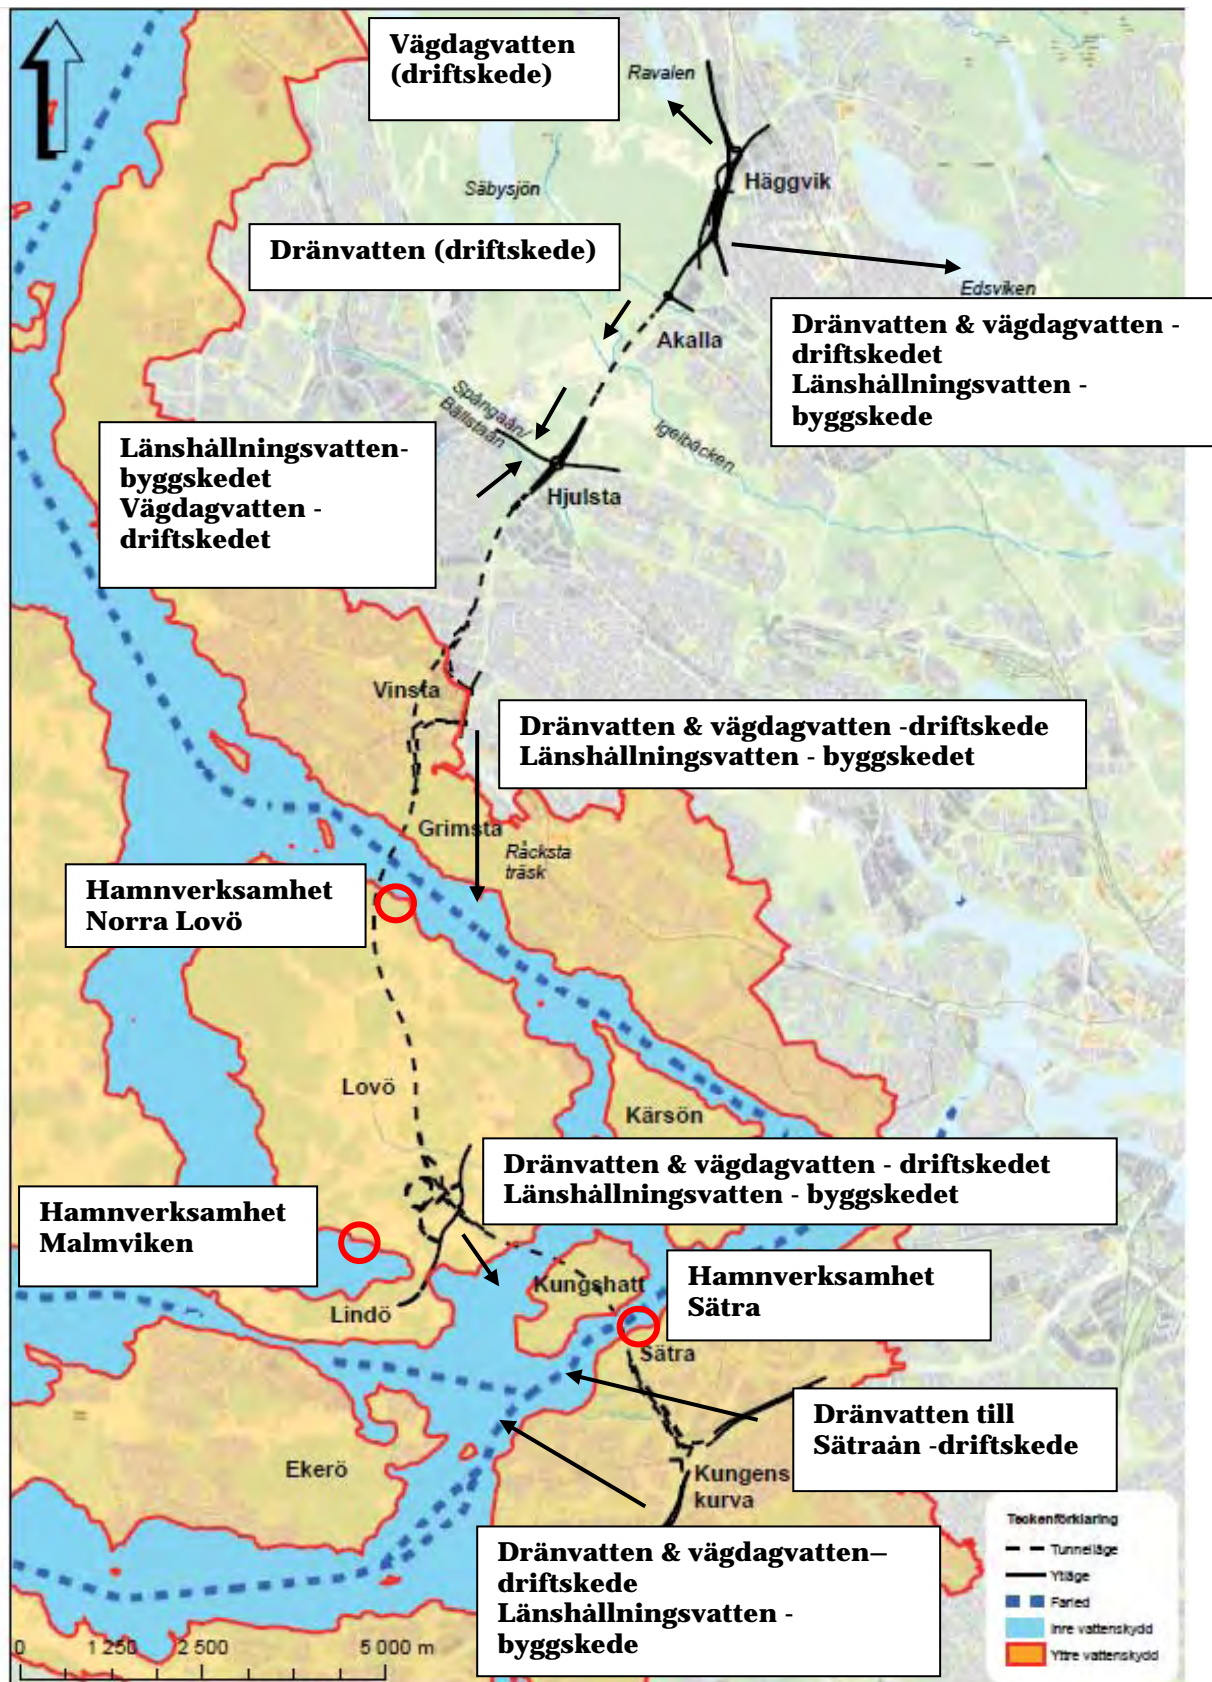 Vägdagvatten
(driftskede)
Ravalen
Häggvik
Säbysjön
Dränvatten (driftskede)
Edsviken
Dränvatten & vägdagvatten -
driftskedet
Länshållningsvatten -
byggskede
Akalla
Spångaån/
Bällstaån
Igelbäcken
Länshållningsvatten-
byggskedet
Vägdagvatten -
driftskedet
Hjulsta
Vinsta
Dränvatten & vägdagvatten -driftskede
Länshållningsvatten - byggskedet
Grimsta
Råcksta
träsk
Hamnverksamhet
Norra Lovö
Lovö
Kärsön
Dränvatten & vägdagvatten - driftskedet
Länshållningsvatten - byggskedet
Hamnverksamhet
Malmviken
Kungshatt
Hamnverksamhet
Sätra
Lindö
Sätra
Dränvatten till
Sätraån -driftskede
Ekerö
Kungens
kurva
Dränvatten & vägdagvatten–
driftskede
Länshållningsvatten -
byggskede
Teckenförklaring
Tunnelläge
Ytläge
Farled
Inre vattenskydd
Yttre vattenskydd
0 1 250 2 500 5 000 m